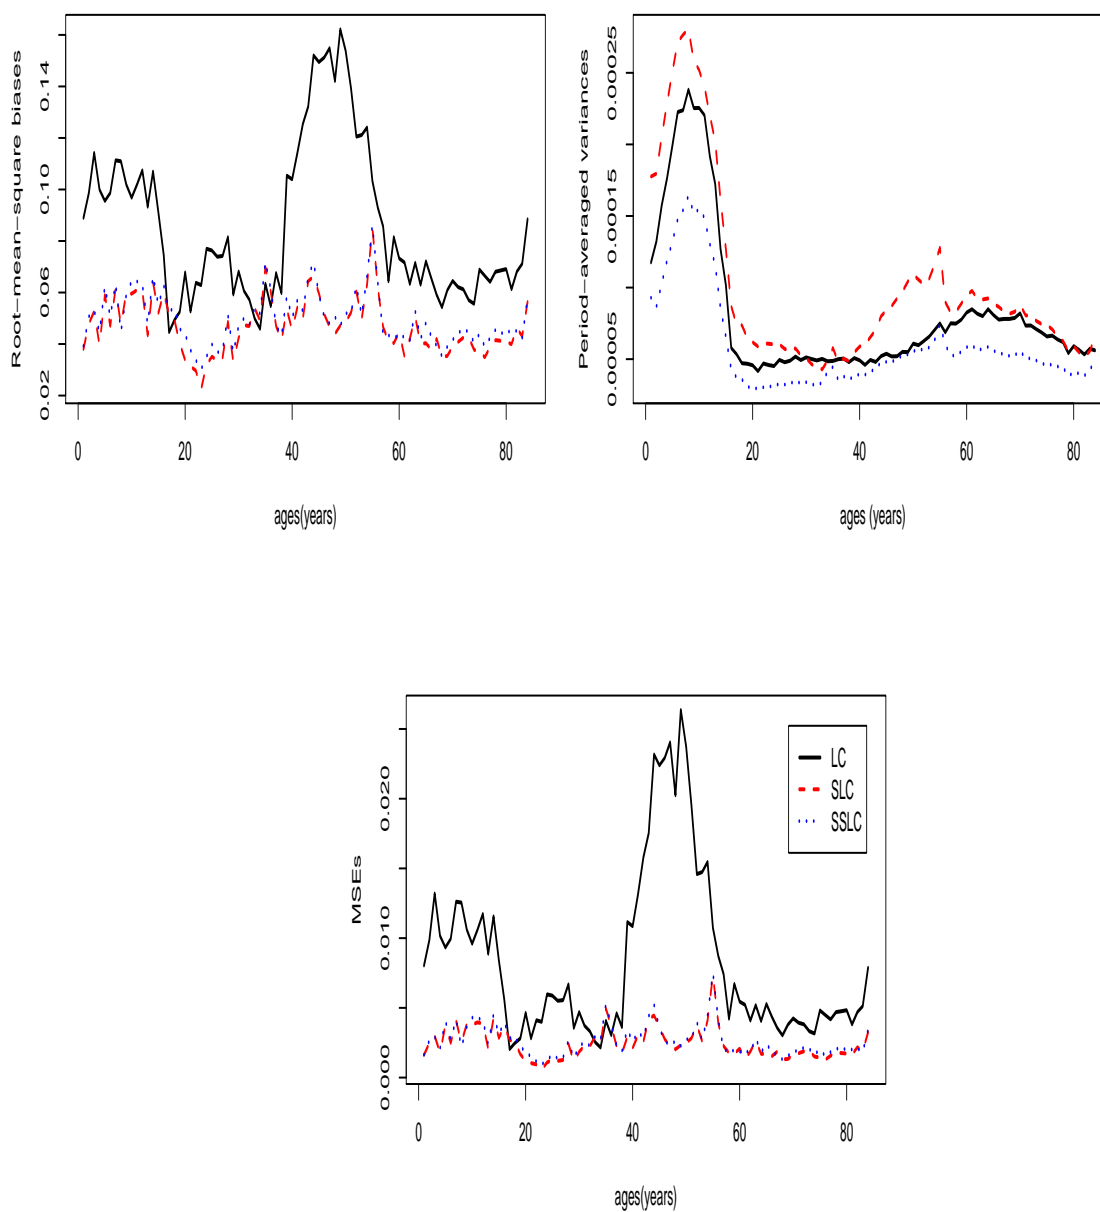 Root−mean−square biases
0.02 0.06 0.10 0.14
0 20 40 60 80
ages(years)
Period−averaged variances
0.00005 0.00015 0.00025
0 20 40 60 80
ages (years)
MSEs
0.000 0.010 0.020
0 20 40 60 80
ages(years)
LC
SLC
SSLC